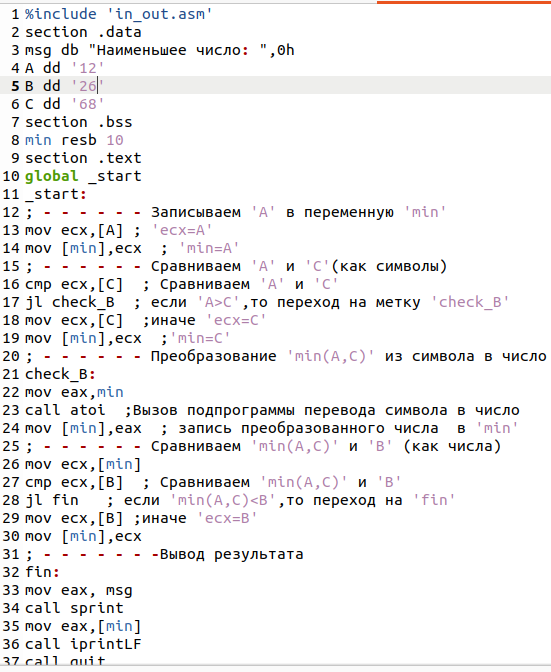 1 %include 'in_out.asm'
2 section .data
3 msg db "Наименьшее число: ",0h
4 A dd '12'
5 B dd '26'
6 C dd '68'
7 section .bss
8 min resb 10
9 section .text
10 global _start
11 _start:
12 ; - - - - - - Записываем 'A' в переменную 'min'
13 mov ecx,[A] ; 'ecx=A'
14 mov [min],ecx  ; 'min=A'
15 ; - - - - - - Сравниваем 'A' и 'C'(как символы)
16 cmp ecx,[C]  ; Сравниваем 'A' и 'C'
17 jl check_B  ; если 'A>C',то переход на метку 'check_B'
18 mov ecx,[C]  ;иначе 'ecx=C'
19 mov [min],ecx  ;'min=C'
20 ; - - - - - - Преобразование 'min(A,C)' из символа в число
21 check_B:
22 mov eax,min
23 call atoi  ;Вызов подпрограммы перевода символа в число
24 mov [min],eax  ; запись преобразованного числа  в 'min'
25 ; - - - - - - Сравниваем 'min(A,C)' и 'B' (как числа)
26 mov ecx,[min]
27 cmp ecx,[B]  ; Сравниваем 'min(A,C)' и 'B'
28 jl fin   ; если 'min(A,C)<B',то переход на 'fin'
29 mov ecx,[B] ;иначе 'ecx=B'
30 mov [min],ecx
31 ; - - - - - - -Вывод результата
32 fin:
33 mov eax, msg
34 call sprint
35 mov eax,[min]
36 call iprintLF
37 call quit